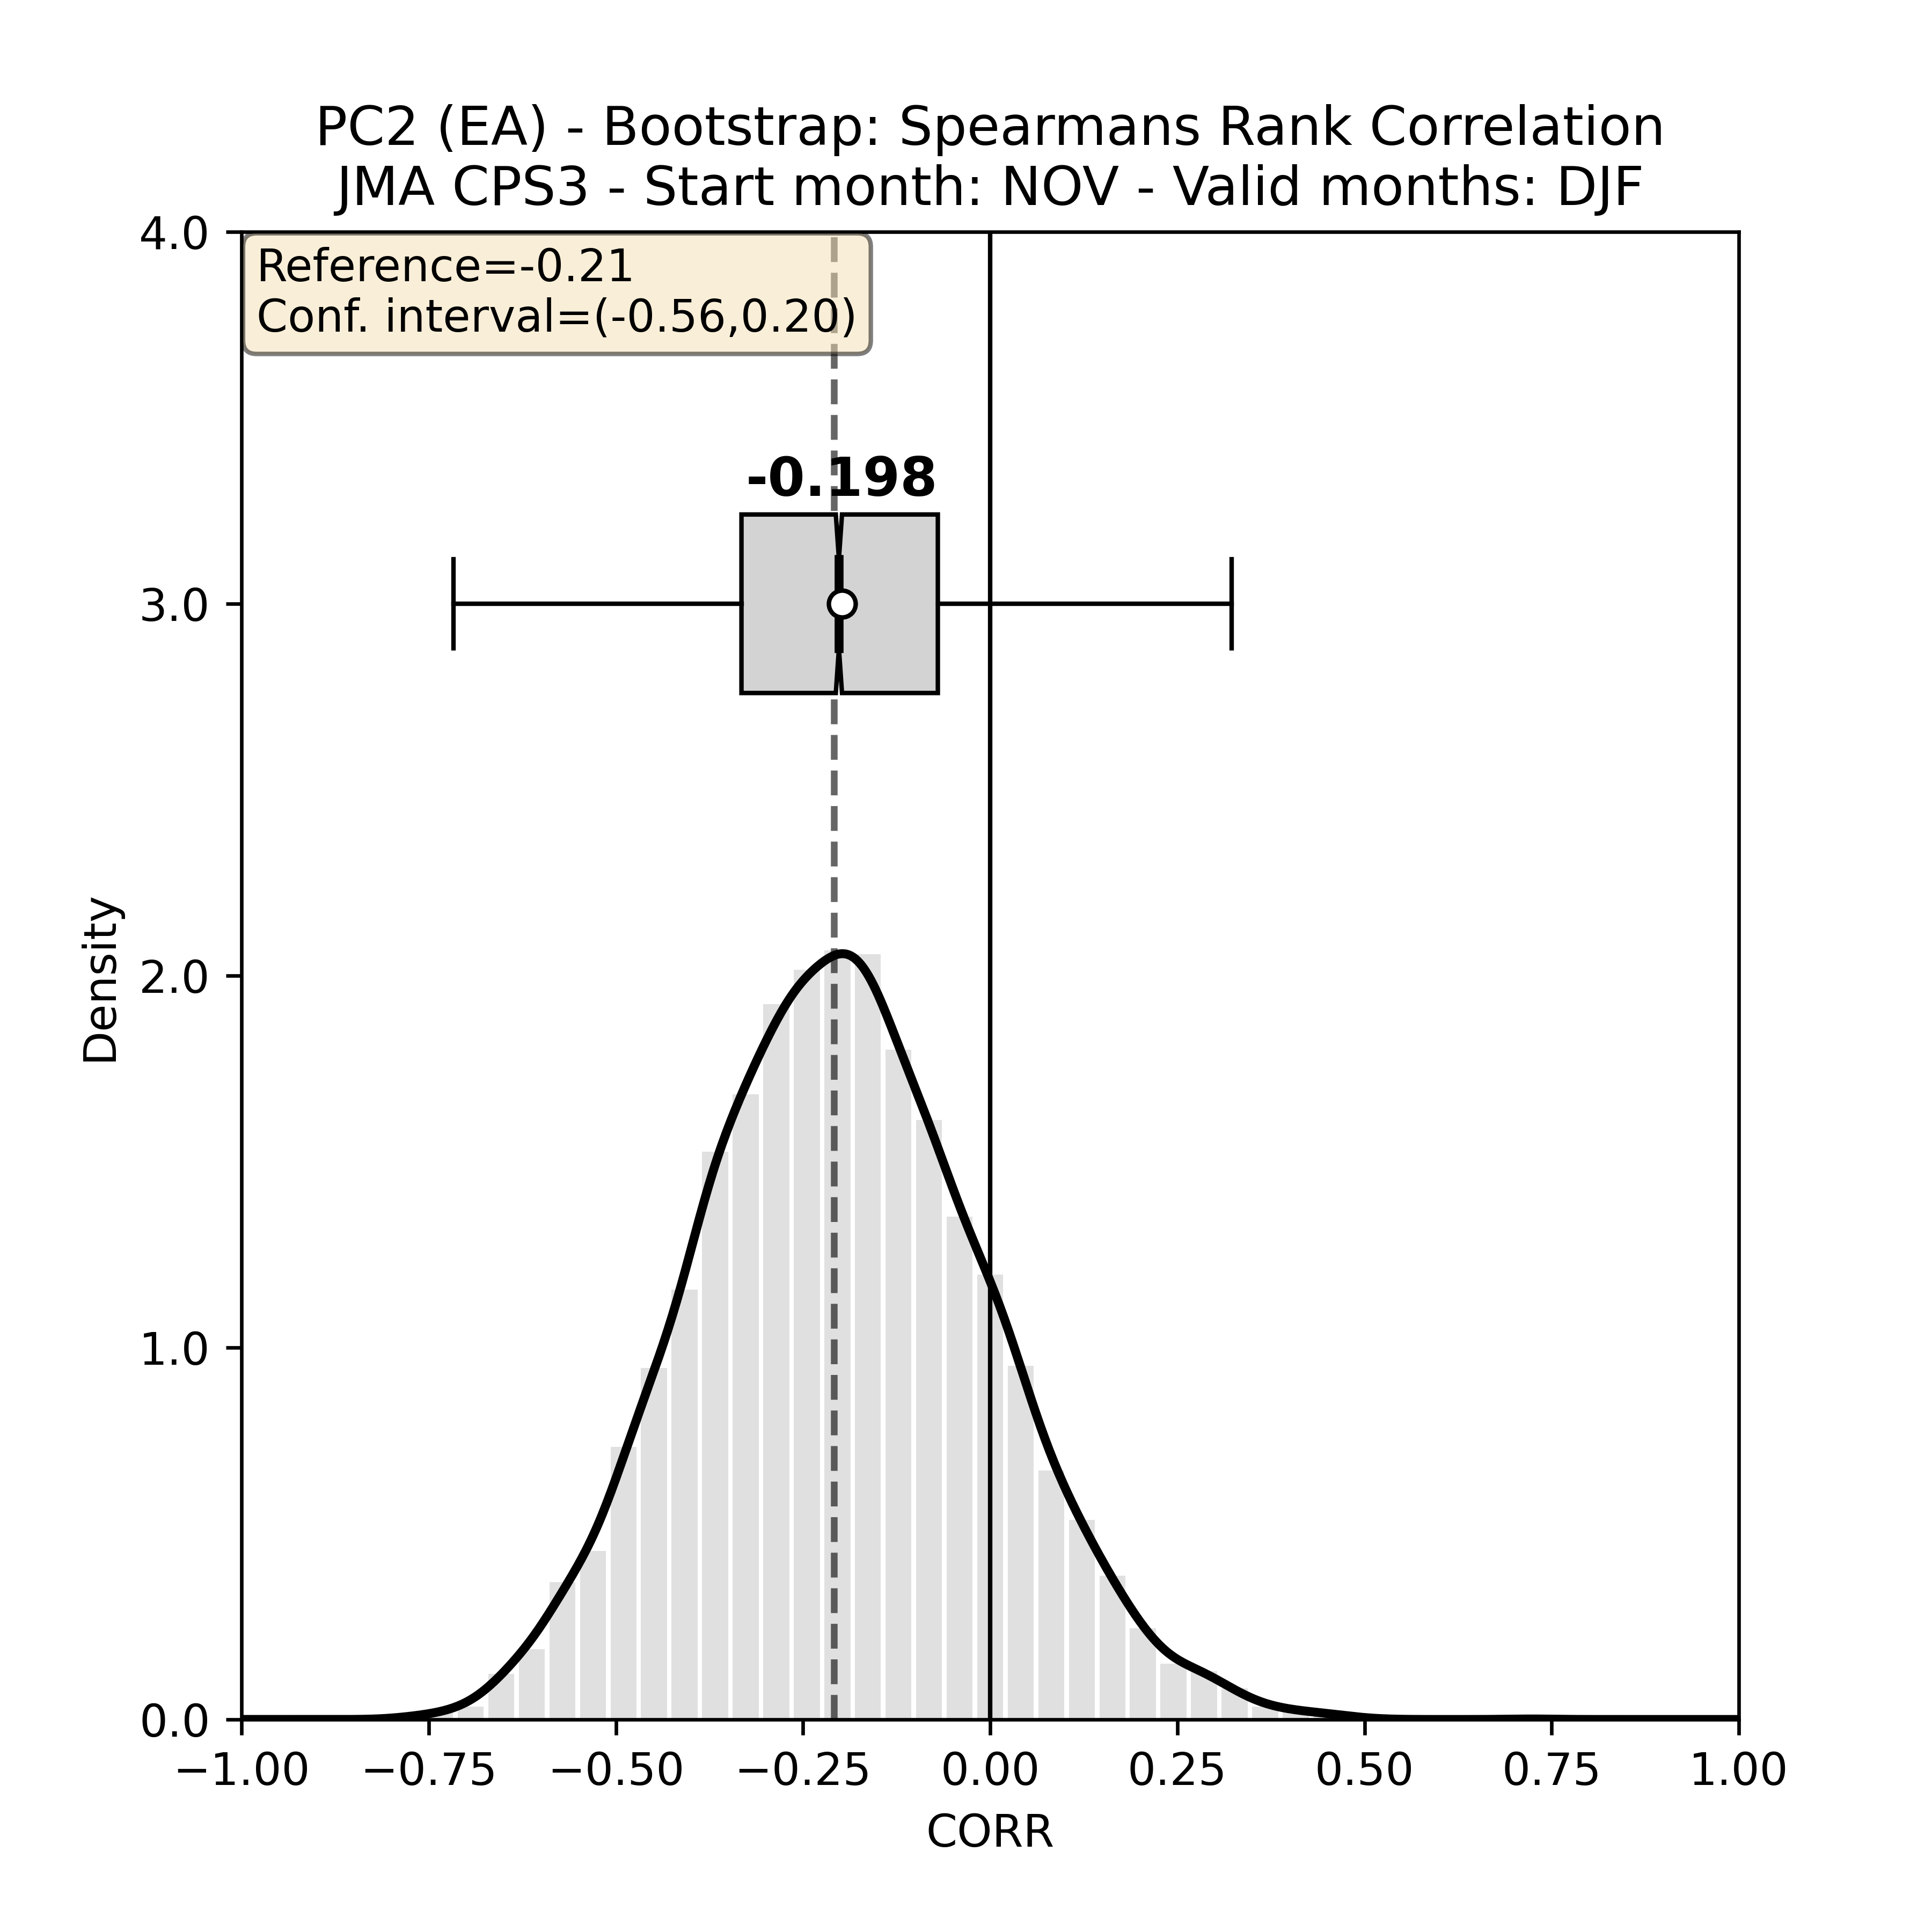 PC2 (EA) - Bootstrap: Spearmans Rank Correlation
JMA CPS3 - Start month: NOV - Valid months: DJF
4.0
Reference=-0.21
Conf. interval=(-0.56,0.20)
-0.198
3.0
Density
2.0
1.0
0.0
−1.00 −0.75 −0.50 −0.25 0.00 0.25 0.50 0.75 1.00
CORR